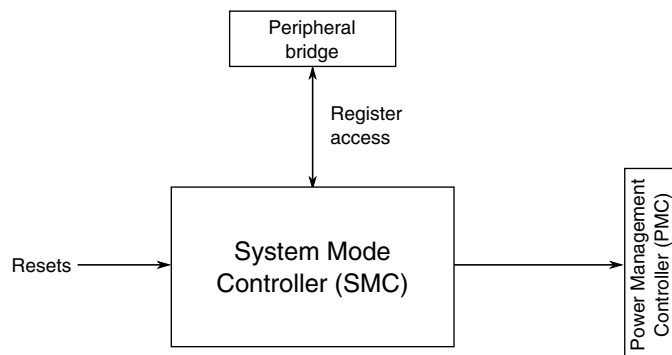 Peripheral
bridge
Register
access
Resets
System Mode
Controller (SMC)
Power Management
Controller (PMC)